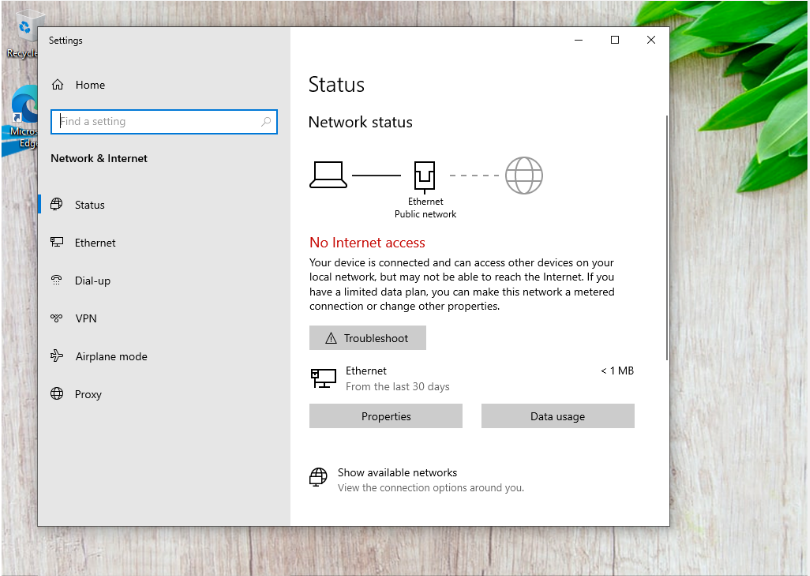 Settings
Recycle
Micros
Edge
Home
Find a setting
Network & Internet
Status
Ethernet
Dial-up
VPN
Airplane mode
Proxy
Status
Network status
Ethernet
Public network
No Internet access
Your device is connected and can access other devices on your
local network, but may not be able to reach the Internet. If you
have a limited data plan, you can make this network a metered
connection or change other properties.
Troubleshoot
Ethernet
< 1 MB
From the last 30 days
Properties
Data usage
Show available networks
View the connection options around you.